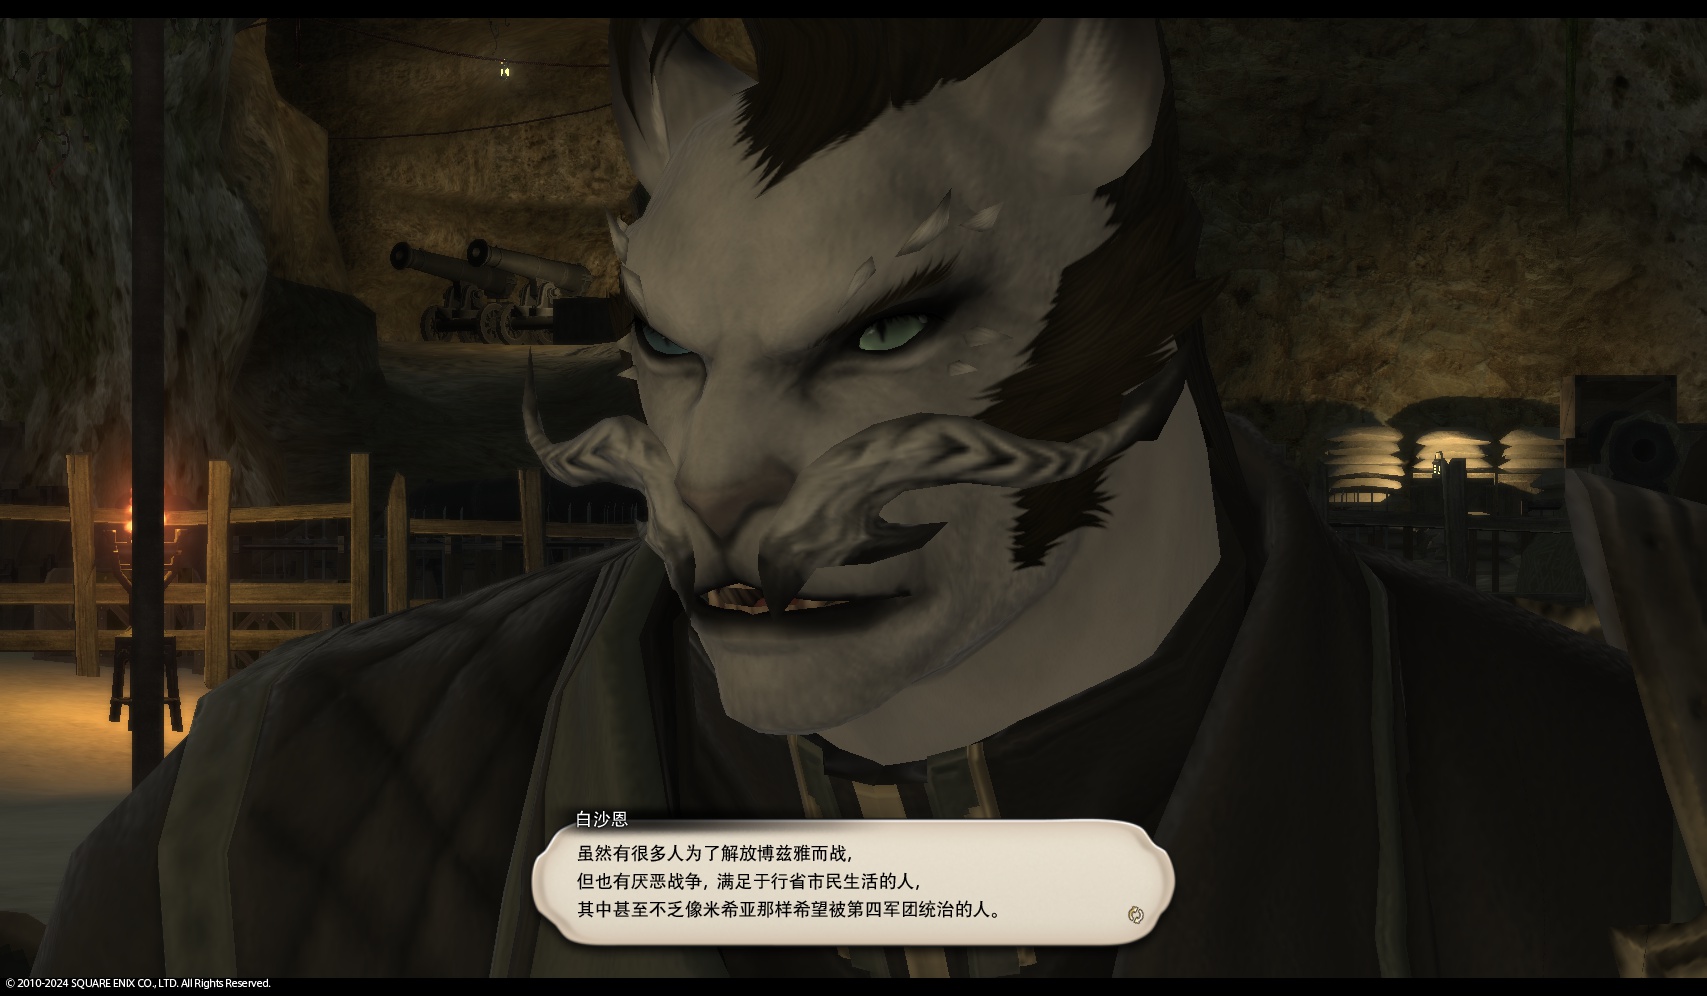 白沙恩
虽然有很多人为了解放博兹雅而战，
但也有厌恶战争，满足于行省市民生活的人，
其中甚至不乏像米希亚那样希望被第四军团统治的人。
© 2010-2024 SQUARE ENIX CO., LTD. All Rights Reserved.